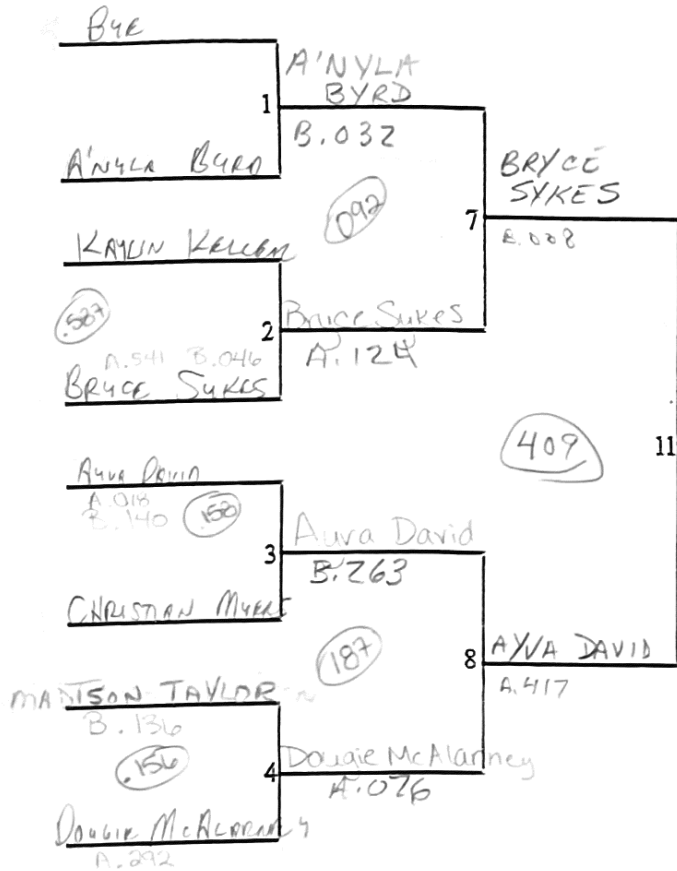 BYE
A'NYLA
BYRD
1
B.032
A'NYLA BYRD
BRYCE
SYKES
092
7
KAYLIN KELLEM
.587
2
Bryce Sykes
A.541 B.046
A.124
BRYCE SYKES
409
11
AYVA DAVID
A.018
B.140
.158
3
Ayva David
B.263
CHRISTIAN MYERS
187
8
AYVA DAVID
A.417
MADISON TAYLOR
B.136
.156
4
Dougie McAlarney
A.076
DOUGIE McALARNEY
A.292